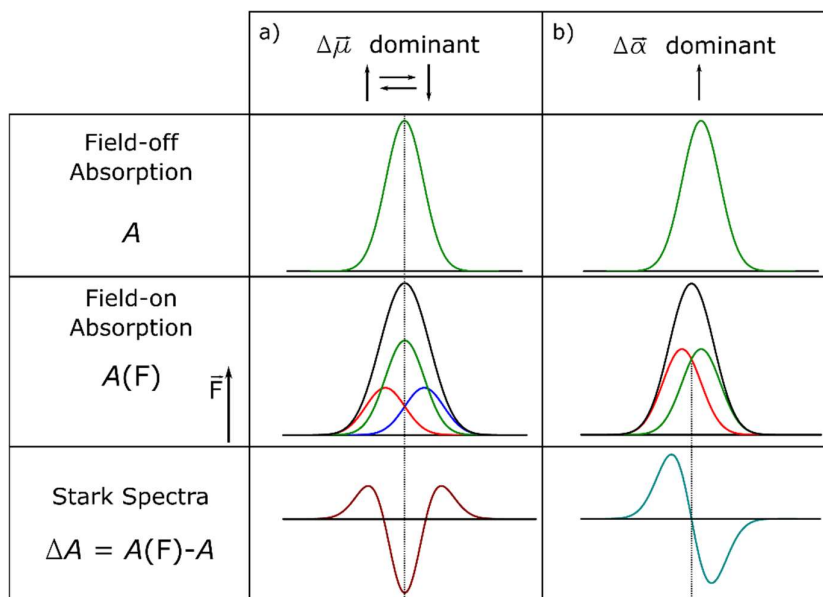 a)
Δμ⃗ dominant
b)
Δα⃗ dominant
Field-off
Absorption
A
Field-on
Absorption
A(F)
F⃗
Stark Spectra
ΔA = A(F)-A